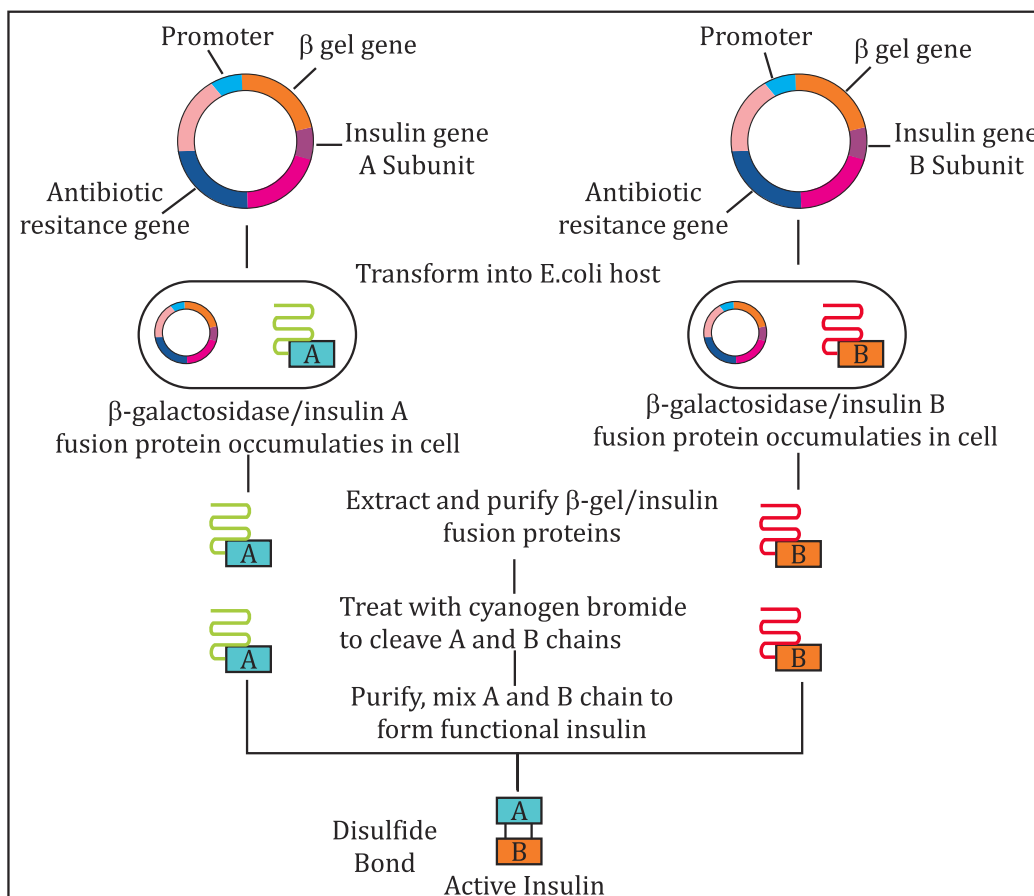 Promoter
β gel gene
Insulin gene
A Subunit
Antibiotic
resitance gene
Promoter
β gel gene
Insulin gene
B Subunit
Antibiotic
resitance gene
Transform into E.coli host
A
B
β-galactosidase/insulin A
fusion protein occumulaties in cell
β-galactosidase/insulin B
fusion protein occumulaties in cell
Extract and purify β-gel/insulin
fusion proteins
A
B
Treat with cyanogen bromide
to cleave A and B chains
A
B
Purify, mix A and B chain to
form functional insulin
Disulfide
Bond
A
B
Active Insulin